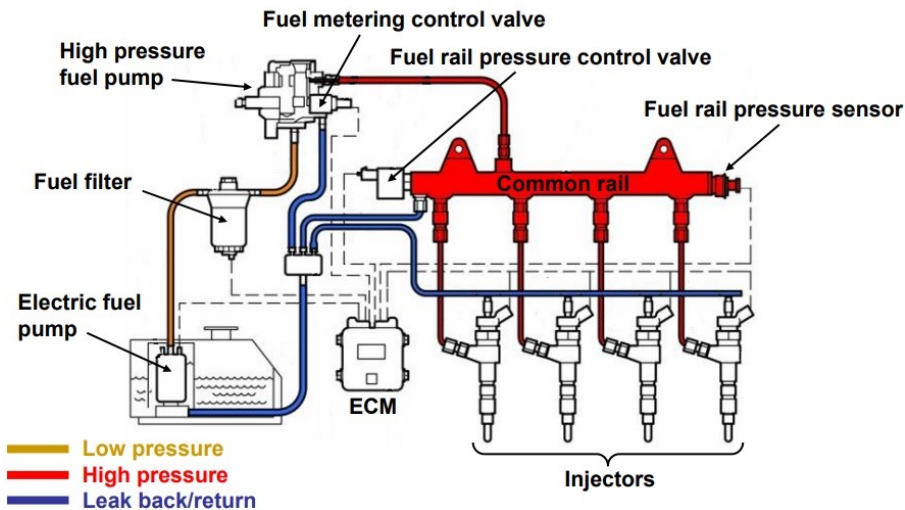 Fuel metering control valve
High pressure
fuel pump
Fuel rail pressure control valve
Fuel rail pressure sensor
Common rail
Fuel filter
Electric fuel
pump
ECM
Low pressure
High pressure
Leak back/return
Injectors